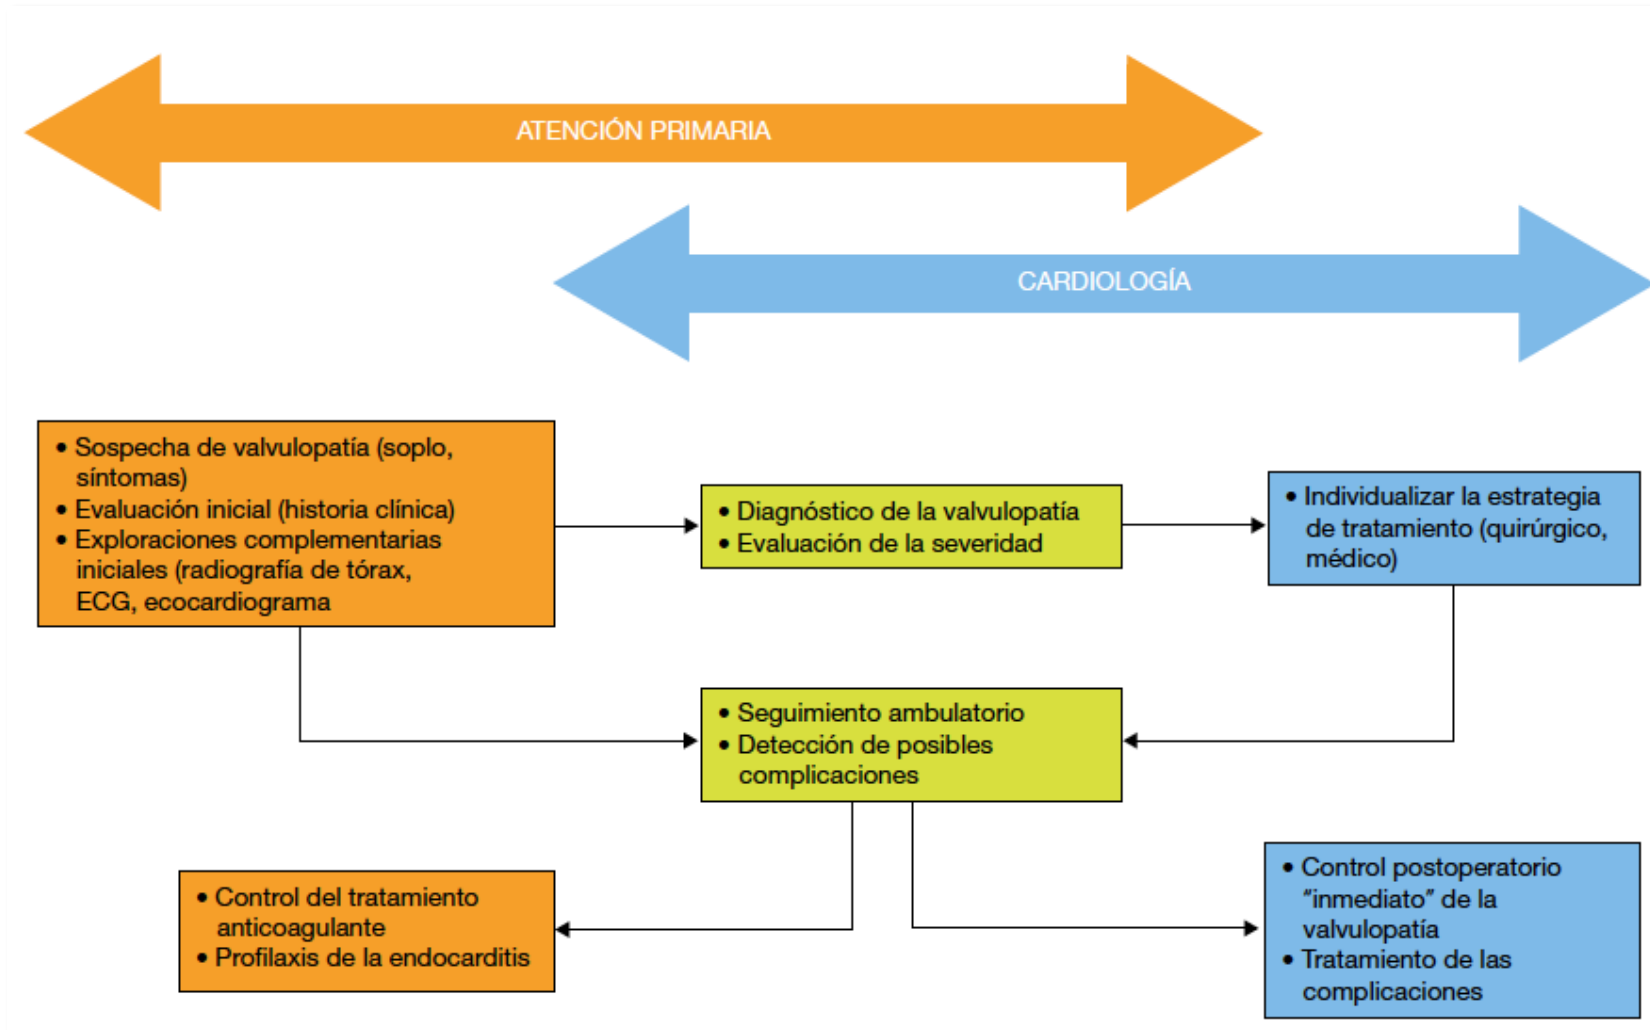 ATENCIÓN PRIMARIA
CARDIOLOGÍA
• Sospecha de valvulopatía (soplo,
síntomas)
• Evaluación inicial (historia clínica)
• Exploraciones complementarias
iniciales (radiografía de tórax,
ECG, ecocardiograma
• Diagnóstico de la valvulopatía
• Evaluación de la severidad
• Individualizar la estrategia
de tratamiento (quirúrgico,
médico)
• Seguimiento ambulatorio
• Detección de posibles
complicaciones
• Control del tratamiento
anticoagulante
• Profilaxis de la endocarditis
• Control postoperatorio
“inmediato” de la
valvulopatía
• Tratamiento de las
complicaciones